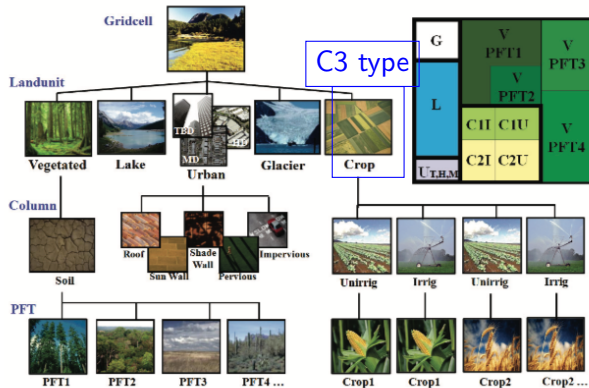 Gridcell
C3 type
Landunit
Vegetated
Lake
TBD
HD
MD
Urban
Glacier
Crop
G
L
UT,H,M
V
PFT1
V
PFT2
V
PFT3
V
PFT4
C1I
C1U
C2I
C2U
Column
Soil
Roof
Sun Wall
Shade
Wall
Pervious
Impervious
Unirrig
Irrig
Unirrig
Irrig
PFT
PFT1
PFT2
PFT3
PFT4 ...
Crop1
Crop1
Crop2
Crop2 ...